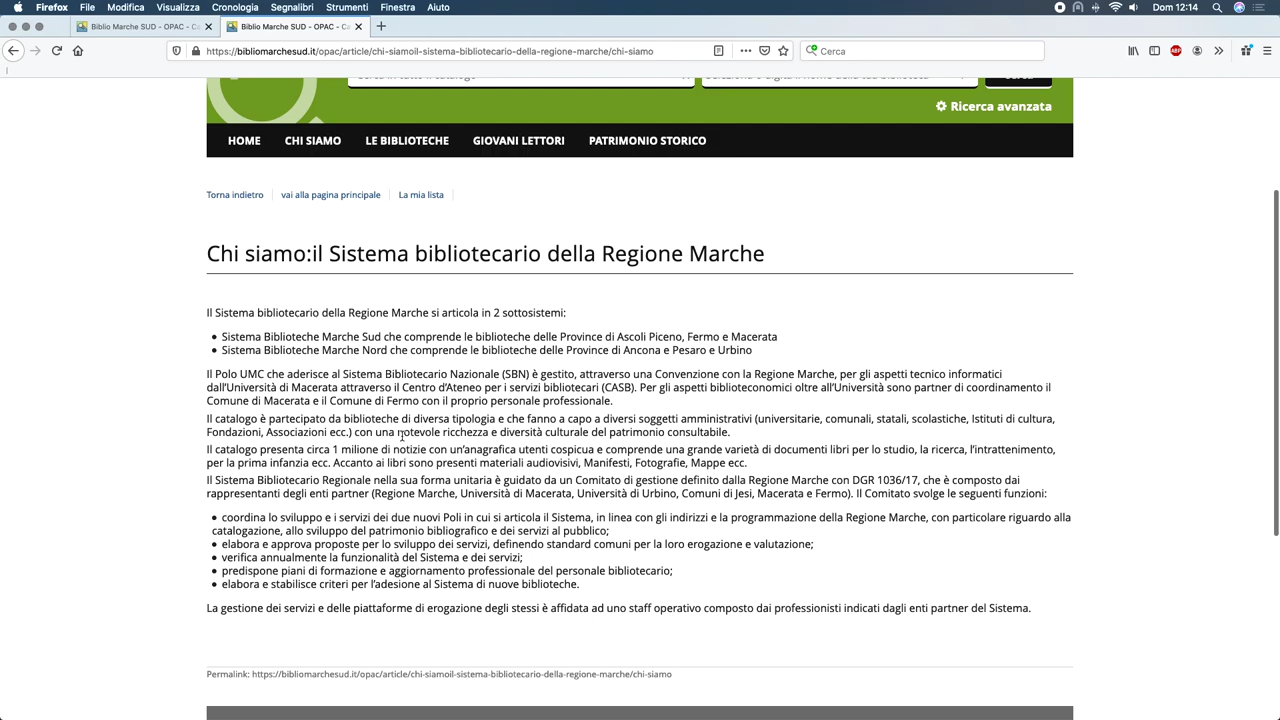 Biblio Marche SUD - OPAC - C
Biblio Marche SUD - OPAC - C
Dom 12:14
https://bibliomarchesud.it/opac/article/chi-siamoil-sistema-bibliotecario-della-regione-marche/chi-siamo
Cerca
ABP
Ricerca avanzata
HOME
CHI SIAMO
LE BIBLIOTECHE
GIOVANI LETTORI
PATRIMONIO STORICO
Torna indietro
vai alla pagina principale
La mia lista
Chi siamo:il Sistema bibliotecario della Regione Marche
Il Sistema bibliotecario della Regione Marche si articola in 2 sottosistemi:
• Sistema Biblioteche Marche Sud che comprende le biblioteche delle Province di Ascoli Piceno, Fermo e Macerata
• Sistema Biblioteche Marche Nord che comprende le biblioteche delle Province di Ancona e Pesaro e Urbino
Il Polo UMC che aderisce al Sistema Bibliotecario Nazionale (SBN) è gestito, attraverso una Convenzione con la Regione Marche, per gli aspetti tecnico informatici
dall’Università di Macerata attraverso il Centro d’Ateneo per i servizi bibliotecari (CASB). Per gli aspetti biblioteconomici oltre all’Università sono partner di coordinamento il
Comune di Macerata e il Comune di Fermo con il proprio personale professionale.
Il catalogo è partecipato da biblioteche di diversa tipologia e che fanno a capo a diversi soggetti amministrativi (universitarie, comunali, statali, scolastiche, Istituti di cultura,
Fondazioni, Associazioni ecc.) con una notevole ricchezza e diversità culturale del patrimonio consultabile.
Il catalogo presenta circa 1 milione di notizie con un’anagrafica utenti cospicua e comprende una grande varietà di documenti libri per lo studio, la ricerca, l’intrattenimento,
per la prima infanzia ecc. Accanto ai libri sono presenti materiali audiovisivi, Manifesti, Fotografie, Mappe ecc.
Il Sistema Bibliotecario Regionale nella sua forma unitaria è guidato da un Comitato di gestione definito dalla Regione Marche con DGR 1036/17, che è composto dai
rappresentanti degli enti partner (Regione Marche, Università di Macerata, Università di Urbino, Comuni di Jesi, Macerata e Fermo). Il Comitato svolge le seguenti funzioni:
• coordina lo sviluppo e i servizi dei due nuovi Poli in cui si articola il Sistema, in linea con gli indirizzi e la programmazione della Regione Marche, con particolare riguardo alla
catalogazione, allo sviluppo del patrimonio bibliografico e dei servizi al pubblico;
• elabora e approva proposte per lo sviluppo dei servizi, definendo standard comuni per la loro erogazione e valutazione;
• verifica annualmente la funzionalità del Sistema e dei servizi;
• predispone piani di formazione e aggiornamento professionale del personale bibliotecario;
• elabora e stabilisce criteri per l’adesione al Sistema di nuove biblioteche.
La gestione dei servizi e delle piattaforme di erogazione degli stessi è affidata ad uno staff operativo composto dai professionisti indicati dagli enti partner del Sistema.
Permalink: https://bibliomarchesud.it/opac/article/chi-siamoil-sistema-bibliotecario-della-regione-marche/chi-siamo